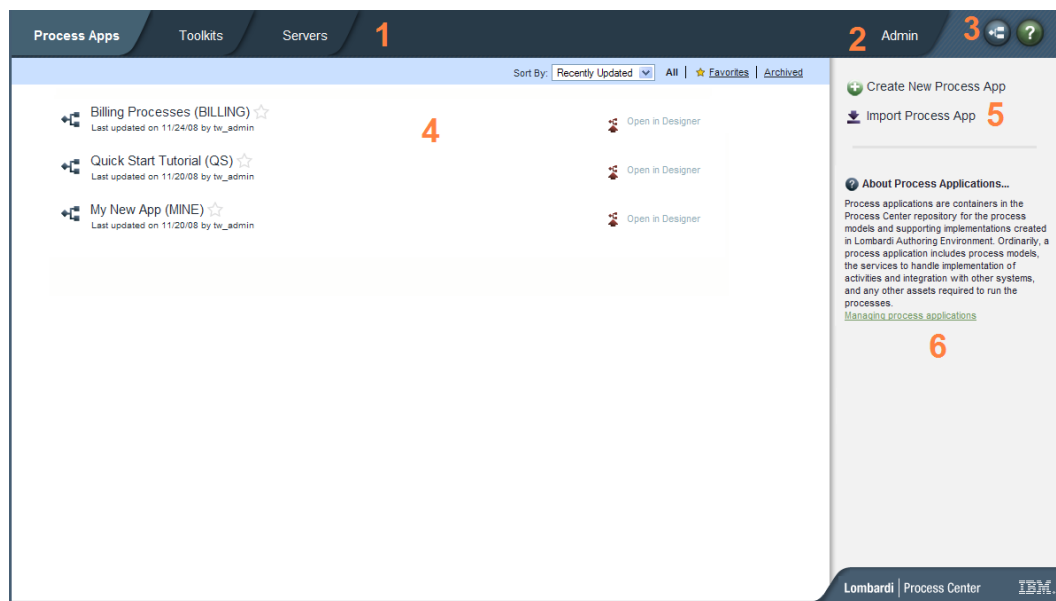 Process Apps Toolkits Servers 1 2 Admin 3 ?
Sort By: Recently Updated All | Favorites | Archived
Billing Processes (BILLING)
Last updated on 11/24/08 by tw_admin
Open in Designer
4
Quick Start Tutorial (QS)
Last updated on 11/20/08 by tw_admin
Open in Designer
My New App (MINE)
Last updated on 11/20/08 by tw_admin
Open in Designer
Create New Process App
Import Process App 5
? About Process Applications...
Process applications are containers in the
Process Center repository for the process
models and supporting implementations created
in Lombardi Authoring Environment. Ordinarily, a
process application includes process models,
the services to handle implementation of
activities and integration with other systems,
and any other assets required to run the
processes.
Managing process applications
6
Lombardi | Process Center IBM.